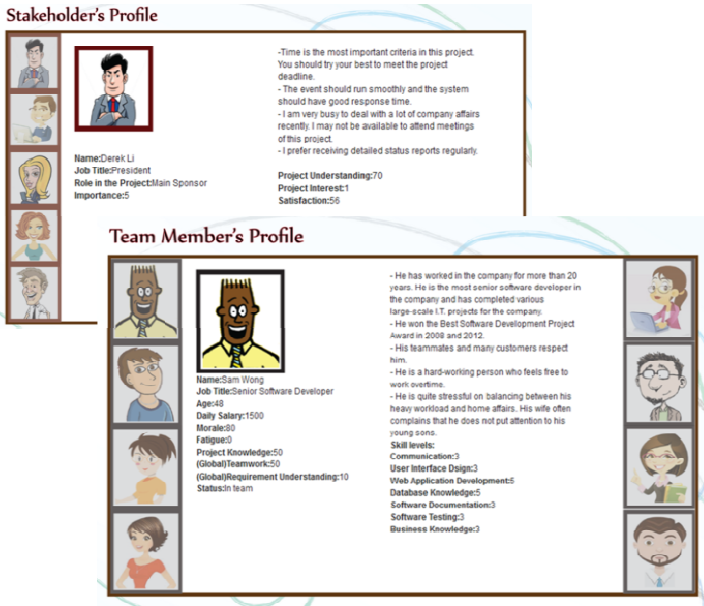 Stakeholder's Profile
-Time is the most important criteria in this project.
You should try your best to meet the project
deadline.
- The event should run smoothly and the system
should have good response time.
- I am very busy to deal with a lot of company affairs
recently. I may not be available to attend meetings
of this project.
- I prefer receiving detailed status reports regularly.
Name:Derek Li
Job Title:President
Role in the Project:Main Sponsor
Importance:5
Project Understanding:70
Project Interest:1
Satisfaction:56
Team Member's Profile
Name:Sam Wong
Job Title:Senior Software Developer
Age:48
Daily Salary:1500
Morale:80
Fatigue:0
Project Knowledge:50
(Global)Teamwork:50
(Global)Requirement Understanding:10
Status:In team
- He has worked in the company for more than 20
years. He is the most senior software developer in
the company and has completed various
large-scale I.T. projects for the company.
- He won the Best Software Development Project
Award in 2008 and 2012.
- His teammates and many customers respect
him.
- He is a hard-working person who feels free to
work overtime.
- He is quite stressful on balancing between his
heavy workload and home affairs. His wife often
complains that he does not put attention to his
young sons.
Skill levels:
Communication:3
User Interface Dsign:3
Web Application Development:5
Database Knowledge:5
Software Documentation:3
Software Testing:3
Business Knowledge:3